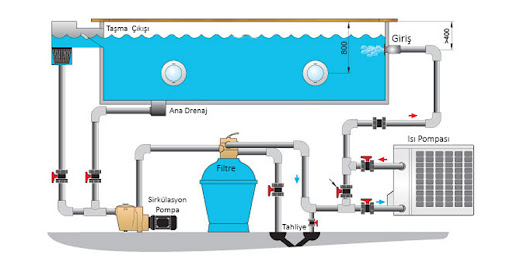 Taşma Çıkışı
800
>400
Giriş
Ana Drenaj
Isı Pompası
Filtre
Sirkülasyon
Pompa
Tahliye